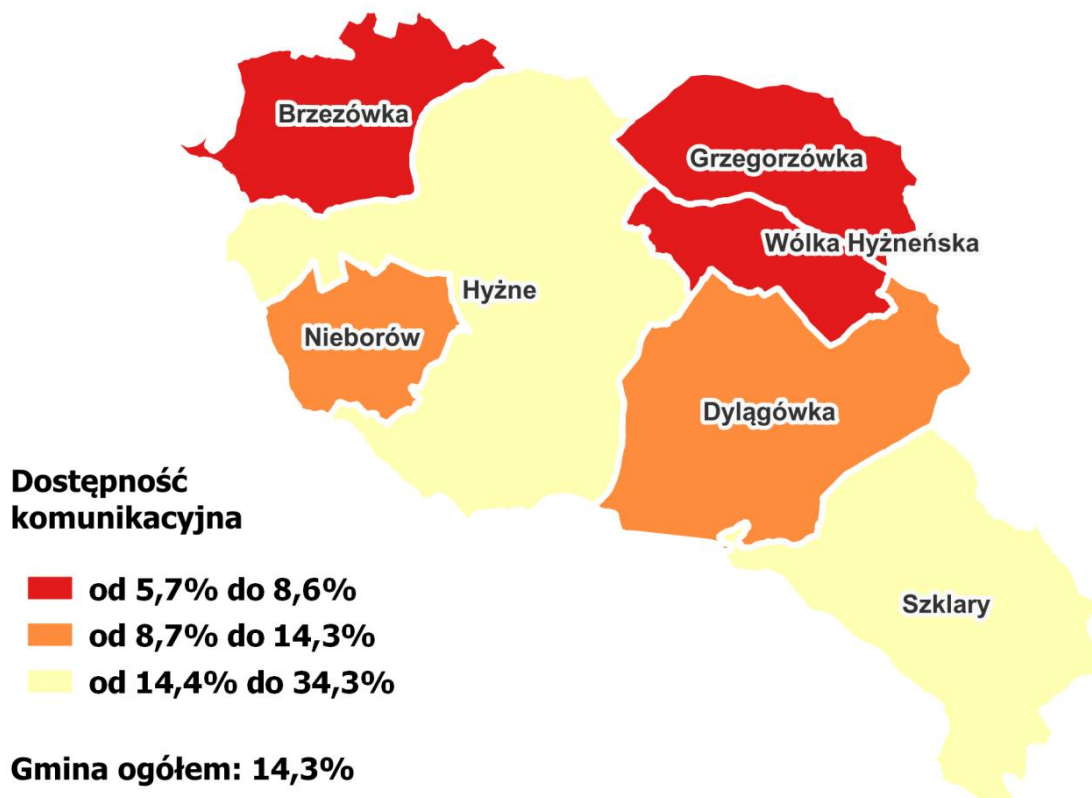 Brzezówka
Grzegorzówka
Wólka Hyżneńska
Hyżne
Nieborów
Dylągówka
Szklary
Dostępność
komunikacyjna
od 5,7% do 8,6%
od 8,7% do 14,3%
od 14,4% do 34,3%
Gmina ogółem: 14,3%